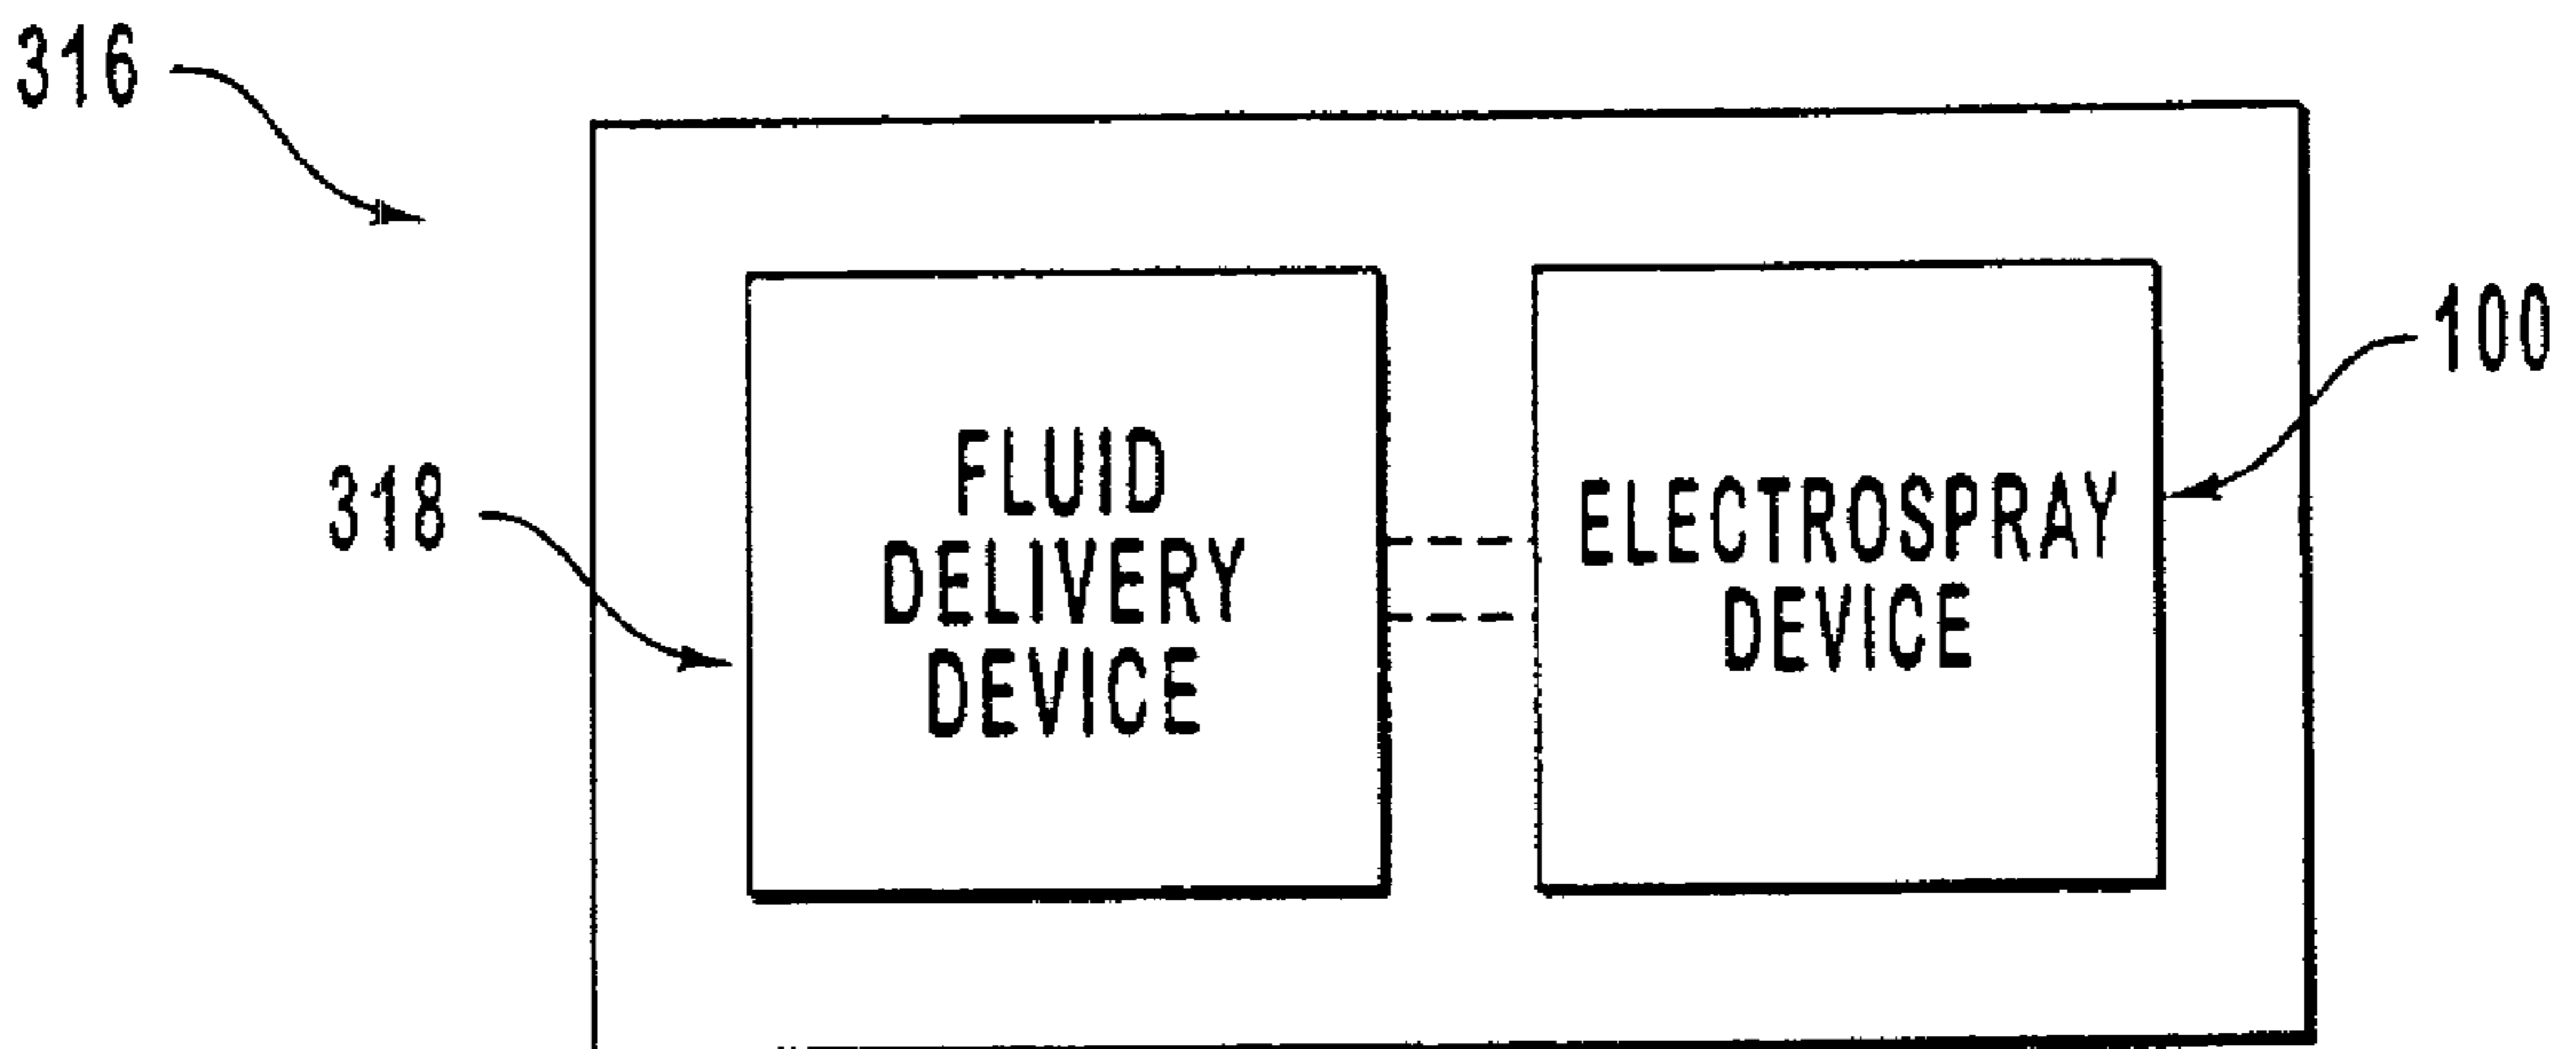 316
100
318
FLUID
DELIVERY
DEVICE
ELECTROSPRAY
DEVICE